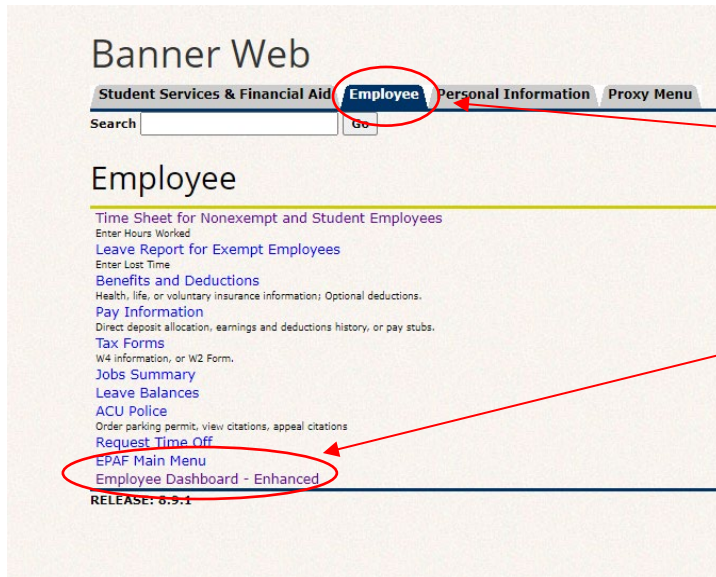 Banner Web
Student Services & Financial Aid Employee Personal Information Proxy Menu
Search Go
Employee
Time Sheet for Nonexempt and Student Employees
Enter Hours Worked
Leave Report for Exempt Employees
Enter Lost Time
Benefits and Deductions
Health, life, or voluntary insurance information; Optional deductions.
Pay Information
Direct deposit allocation, earnings and deductions history, or pay stubs.
Tax Forms
W4 information, or W2 Form.
Jobs Summary
Leave Balances
ACU Police
Order parking permit, view citations, appeal citations
Request Time Off
EPAF Main Menu
Employee Dashboard - Enhanced
RELEASE: 8.9.1